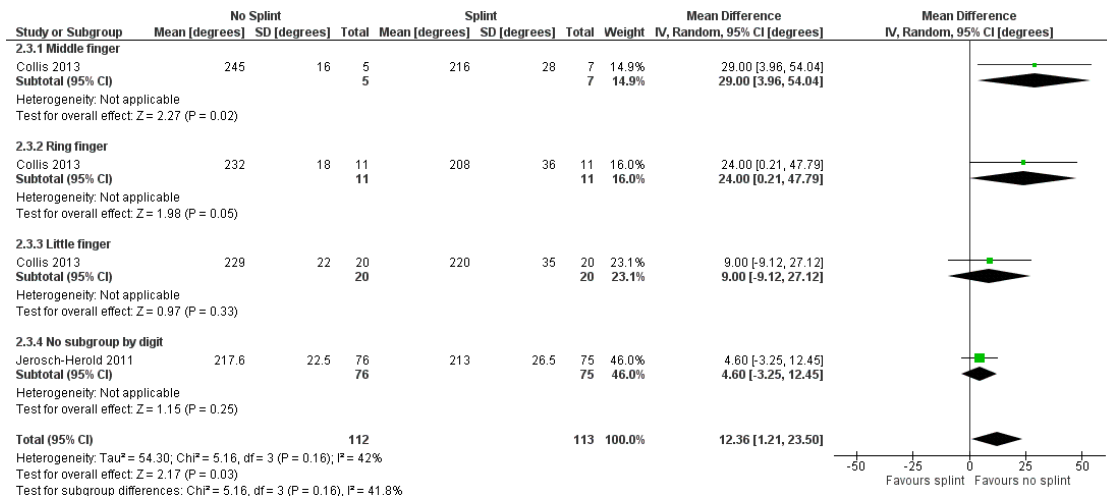 No Splint Splint Mean Difference Mean Difference
Study or Subgroup Mean [degrees] SD [degrees] Total Mean [degrees] SD [degrees] Total Weight IV, Random, 95% CI [degrees] IV, Random, 95% CI [degrees]
2.3.1 Middle finger
Collis 2013 245 16 5 216 28 7 14.9% 29.00 [3.96, 54.04]
Subtotal (95% CI) 5 7 14.9% 29.00 [3.96, 54.04]
Heterogeneity: Not applicable
Test for overall effect: Z = 2.27 (P = 0.02)
2.3.2 Ring finger
Collis 2013 232 18 11 208 36 11 16.0% 24.00 [0.21, 47.79]
Subtotal (95% CI) 11 11 16.0% 24.00 [0.21, 47.79]
Heterogeneity: Not applicable
Test for overall effect: Z = 1.98 (P = 0.05)
2.3.3 Little finger
Collis 2013 229 22 20 220 35 20 23.1% 9.00 [-9.12, 27.12]
Subtotal (95% CI) 20 20 23.1% 9.00 [-9.12, 27.12]
Heterogeneity: Not applicable
Test for overall effect: Z = 0.97 (P = 0.33)
2.3.4 No subgroup by digit
Jerosch-Herold 2011 217.6 22.5 76 213 26.5 75 46.0% 4.60 [-3.25, 12.45]
Subtotal (95% CI) 76 75 46.0% 4.60 [-3.25, 12.45]
Heterogeneity: Not applicable
Test for overall effect: Z = 1.15 (P = 0.25)
Total (95% CI) 112 113 100.0% 12.36 [1.21, 23.50]
Heterogeneity: Tau² = 54.30; Chi² = 5.16, df = 3 (P = 0.16); I² = 42%
Test for overall effect: Z = 2.17 (P = 0.03)
Test for subgroup differences: Chi² = 5.16, df = 3 (P = 0.16), I² = 41.8%
-50 -25 0 25 50
Favours splint Favours no splint